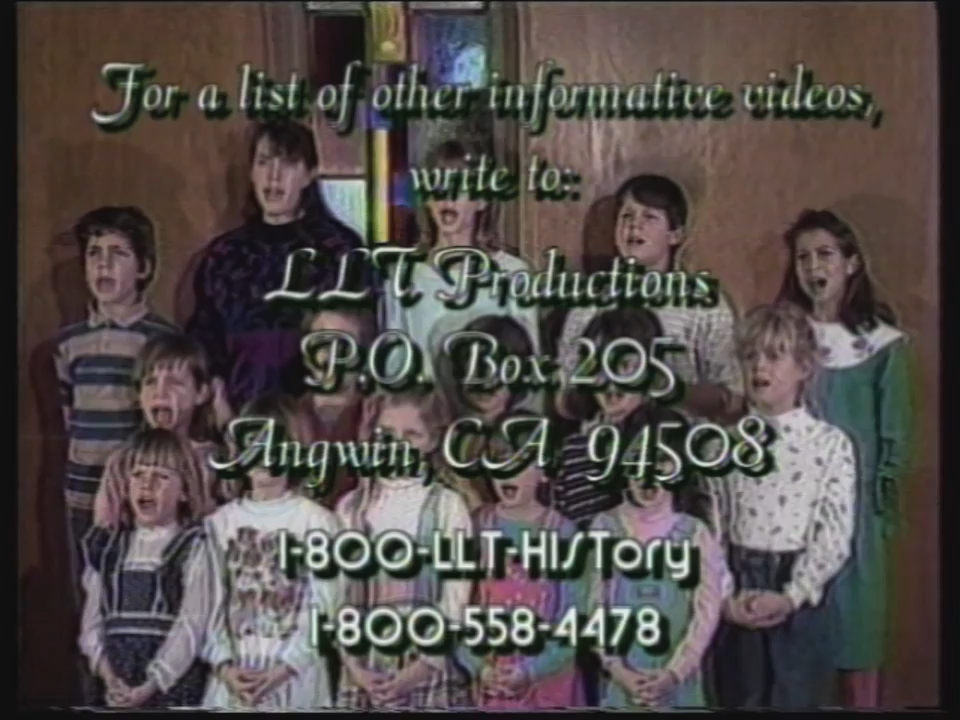 For a list of other informative videos,
write to:
LLT Productions
P.O. Box 205
Angwin, CA 94508
1-800-LLT-HISTory
1-800-558-4478